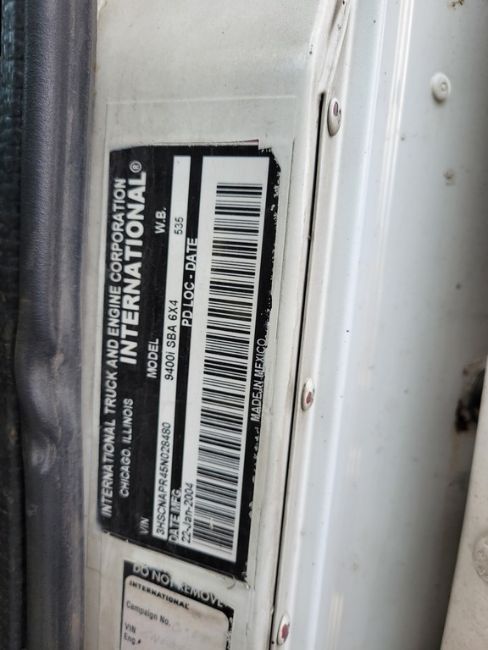 INTERNATIONAL TRUCK AND ENGINE CORPORATION
CHICAGO, ILLINOIS
INTERNATIONAL®
VIN MODEL W.B.
3HSCNAPR45N028480 9400i SBA 6X4 535
DATE MFG. PD LOC - DATE
22-Jan-2004
MADE IN MEXICO
DO NOT REMOVE
INTERNATIONAL
Campaign No.
Eng.